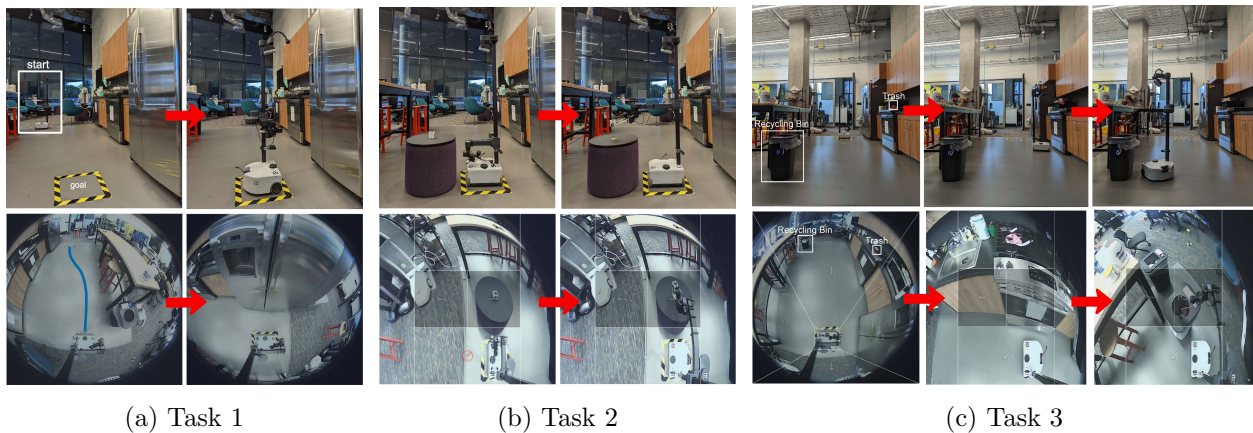 start
goal
Trash
Recycling Bin
Recycling Bin
Trash
(a) Task 1
(b) Task 2
(c) Task 3